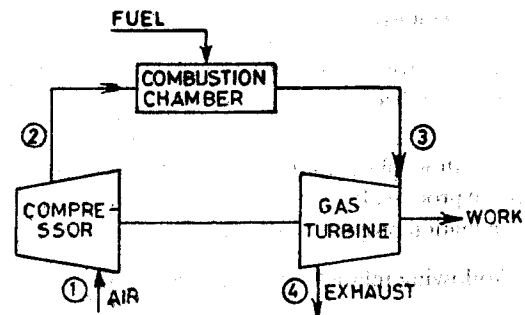 FUEL
COMBUSTION
CHAMBER
②
③
COMPRE-
SSOR
GAS
TURBINE
WORK
①
AIR
④
EXHAUST